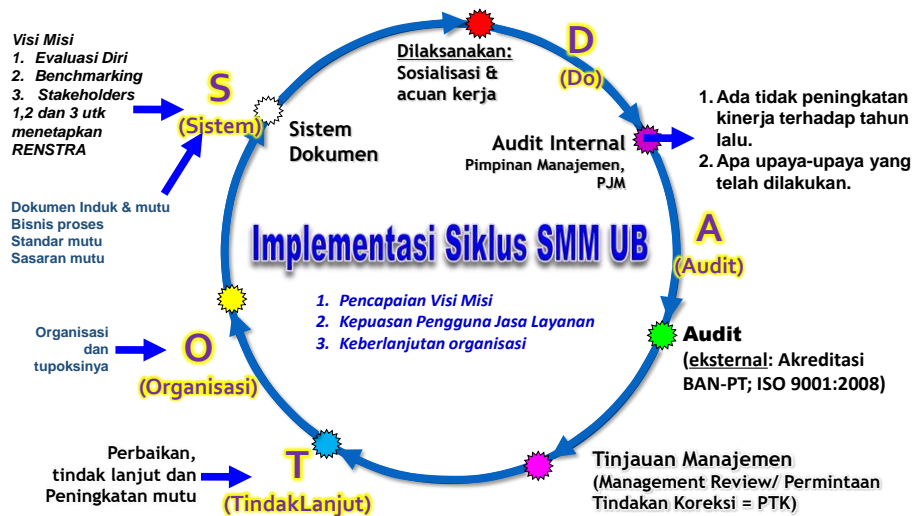 Visi Misi
1. Evaluasi Diri
2. Benchmarking
3. Stakeholders
1,2 dan 3 utk
menetapkan
RENSTRA
S
(Sistem)
Sistem
Dokumen
Dilaksanakan:
Sosialisasi &
acuan kerja
D
(Do)
Audit Internal
Pimpinan Manajemen,
PJM
1. Ada tidak peningkatan
kinerja terhadap tahun
lalu.
2. Apa upaya-upaya yang
telah dilakukan.
Dokumen Induk & mutu
Bisnis proses
Standar mutu
Sasaran mutu
Implementasi Siklus SMM UB
1. Pencapaian Visi Misi
2. Kepuasan Pengguna Jasa Layanan
3. Keberlanjutan organisasi
A
(Audit)
Audit
(eksternal: Akreditasi
BAN-PT; ISO 9001:2008)
Organisasi
dan
tupoksinya
O
(Organisasi)
Perbaikan,
tindak lanjut dan
Peningkatan mutu
T
(TindakLanjut)
Tinjauan Manajemen
(Management Review/ Permintaan
Tindakan Koreksi = PTK)